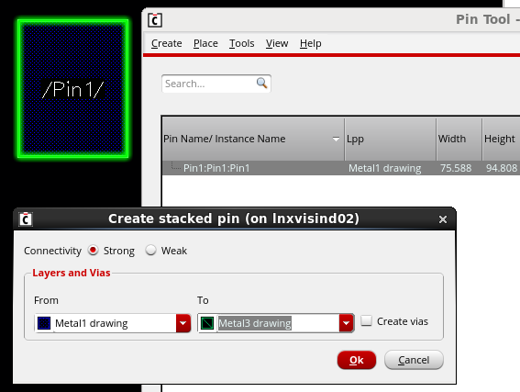 Pin Tool -
Create Place Tools View Help
/Pin1/
Search...
Pin Name/ Instance Name Lpp Width Height
Pin1:Pin1:Pin1 Metal1 drawing 75.588 94.808
Create stacked pin (on lnxvisind02)
Connectivity Strong Weak
Layers and Vias
From To
Metal1 drawing Metal3 drawing Create vias
Ok Cancel